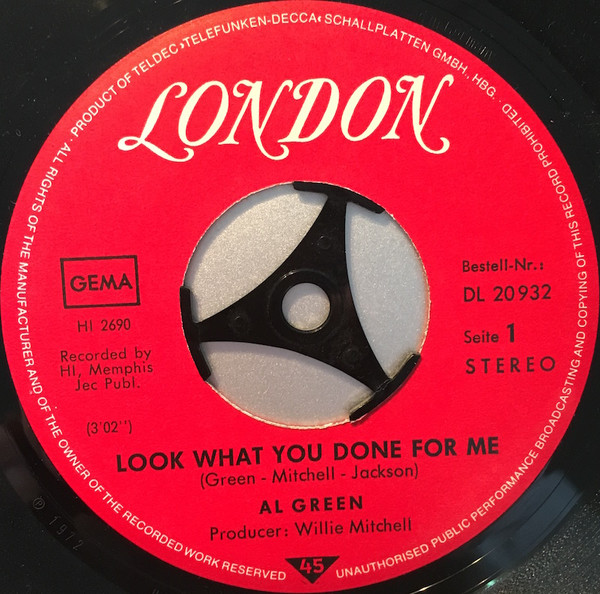 ALL RIGHTS OF THE MANUFACTURER AND OF THE OWNER OF THE RECORDED WORK RESERVED
PRODUCT OF TELDEC »TELEFUNKEN-DECCA« SCHALLPLATTEN GMBH., HBG.
UNAUTHORISED PUBLIC PERFORMANCE BROADCASTING AND COPYING OF THIS RECORD PROHIBITED
LONDON
GEMA
HI 2690
Recorded by
HI, Memphis
Jec Publ.
(3'02")
Bestell-Nr.:
DL 20932
Seite 1
STEREO
LOOK WHAT YOU DONE FOR ME
(Green - Mitchell - Jackson)
AL GREEN
Producer: Willie Mitchell
℗ 1972
45